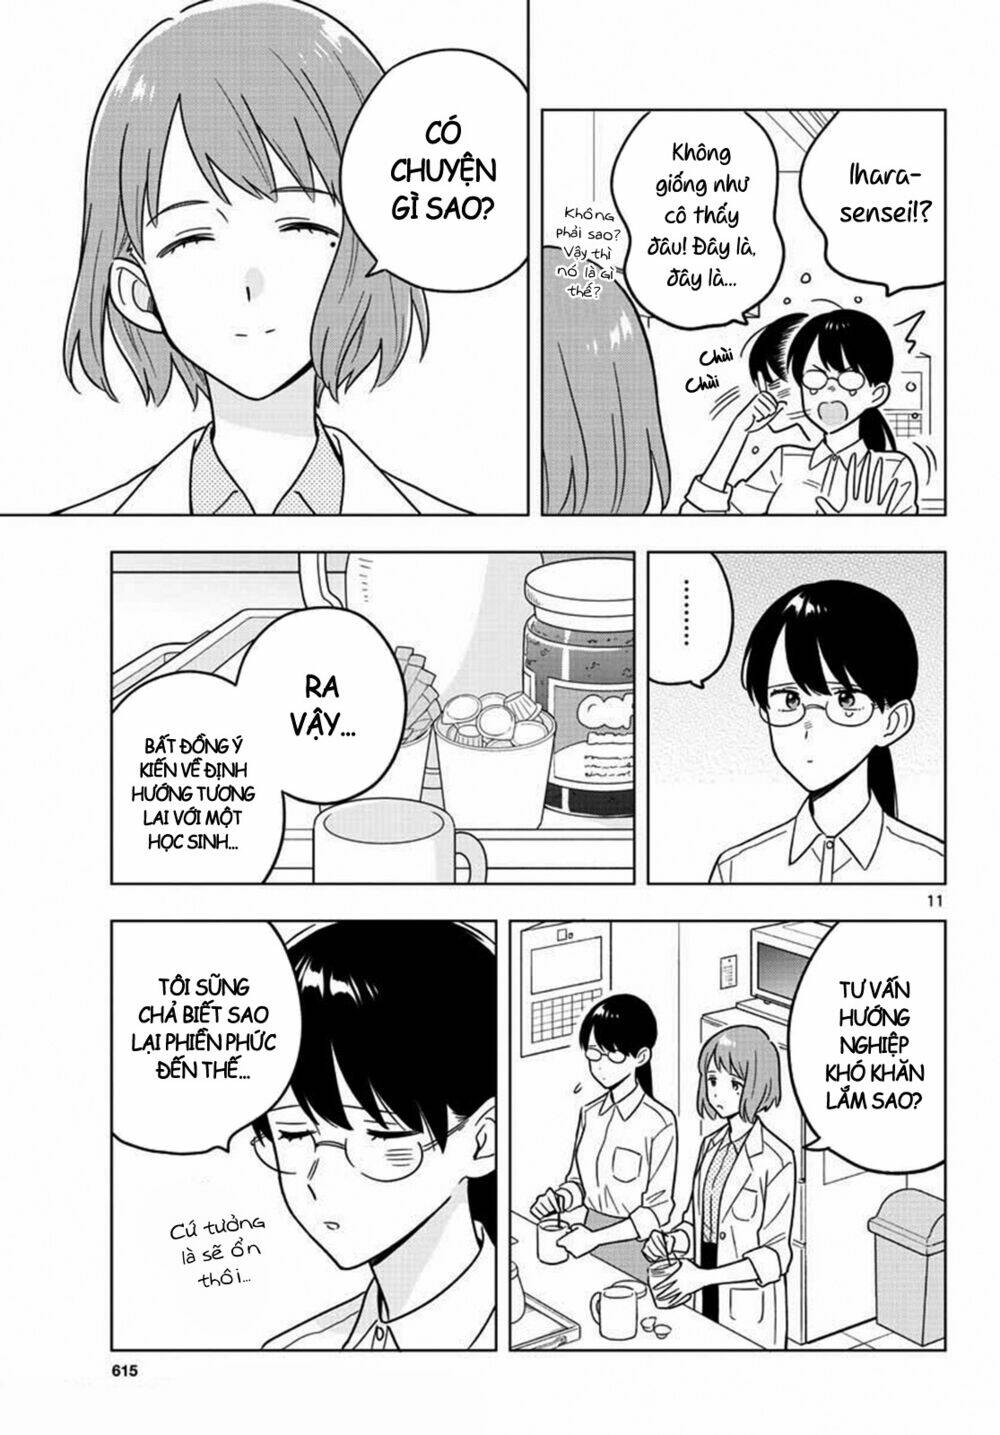 Ihara-
sensei!?
Không
giống như
cô thấy
đâu! Đây là,
đây là...
Không
phải sao?
Vậy thì
nó là gì
thế?
Chùi
Chùi
CÓ
CHUYỆN
GÌ SAO?
.........
RA
VẬY...
BẤT ĐỒNG Ý
KIẾN VỀ ĐỊNH
HƯỚNG TƯƠNG
LAI VỚI MỘT
HỌC SINH...
11
TƯ VẤN
HƯỚNG
NGHIỆP
KHÓ KHĂN
LẮM SAO?
TÔI SŨNG
CHẢ BIẾT SAO
LẠI PHIỀN PHỨC
ĐẾN THẾ...
Cứ tưởng
là sẽ ổn
thôi...
615